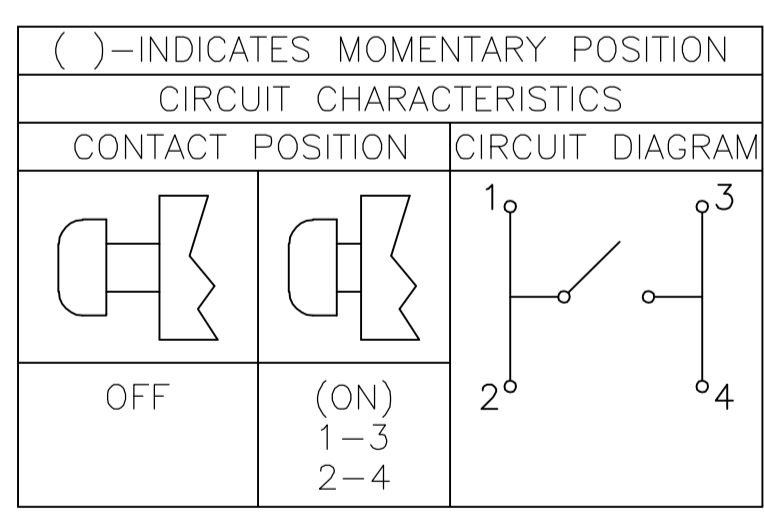 ( )-INDICATES MOMENTARY POSITION
CIRCUIT CHARACTERISTICS
CONTACT POSITION
CIRCUIT DIAGRAM
1
3
2
4
OFF
(ON)
1-3
2-4